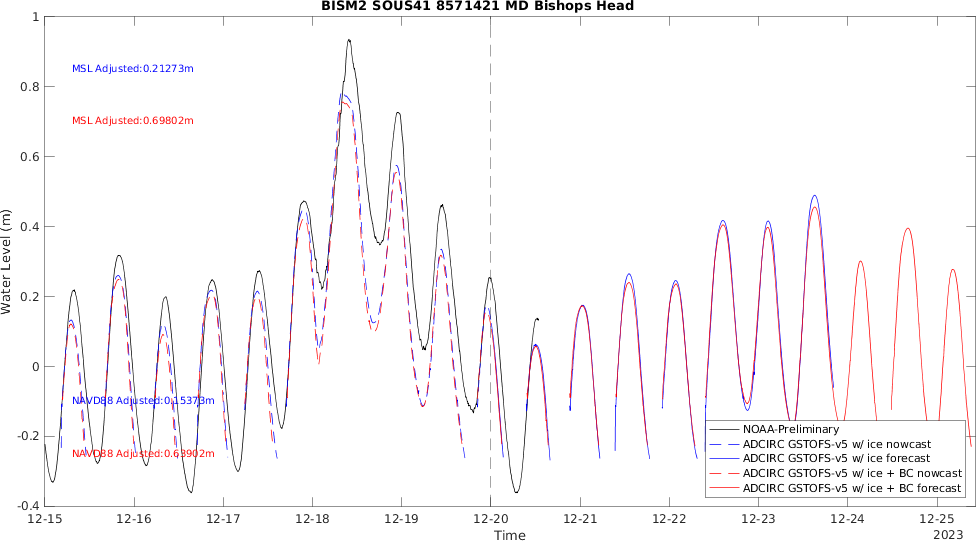 BISM2 SOUS41 8571421 MD Bishops Head
1
0.8
0.6
0.4
0.2
0
-0.2
-0.4
Water Level (m)
MSL Adjusted:0.21273m
MSL Adjusted:0.69802m
NAVD88 Adjusted:0.15373m
NAVD88 Adjusted:0.63902m
NOAA-Preliminary
ADCIRC GSTOFS-v5 w/ ice nowcast
ADCIRC GSTOFS-v5 w/ ice forecast
ADCIRC GSTOFS-v5 w/ ice + BC nowcast
ADCIRC GSTOFS-v5 w/ ice + BC forecast
12-15 12-16 12-17 12-18 12-19 12-20 12-21 12-22 12-23 12-24 12-25
Time
2023